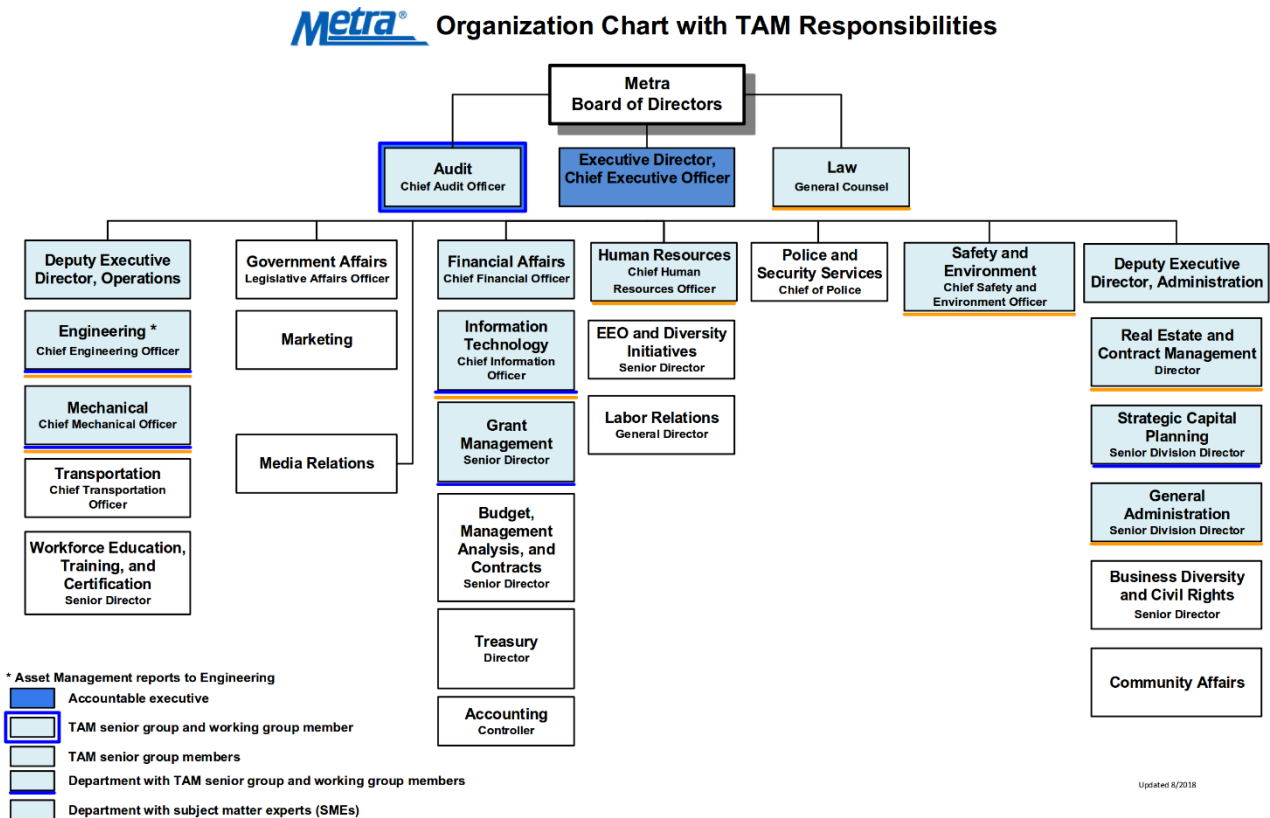 Metra® Organization Chart with TAM Responsibilities
Metra
Board of Directors
Audit
Chief Audit Officer
Executive Director,
Chief Executive Officer
Law
General Counsel
Deputy Executive
Director, Operations
Engineering *
Chief Engineering Officer
Mechanical
Chief Mechanical Officer
Transportation
Chief Transportation
Officer
Workforce Education,
Training, and
Certification
Senior Director
Government Affairs
Legislative Affairs Officer
Marketing
Media Relations
Financial Affairs
Chief Financial Officer
Information
Technology
Chief Information
Officer
Grant
Management
Senior Director
Budget,
Management
Analysis, and
Contracts
Senior Director
Treasury
Director
Accounting
Controller
Human Resources
Chief Human
Resources Officer
EEO and Diversity
Initiatives
Senior Director
Labor Relations
General Director
Police and
Security Services
Chief of Police
Safety and
Environment
Chief Safety and
Environment Officer
Deputy Executive
Director, Administration
Real Estate and
Contract Management
Director
Strategic Capital
Planning
Senior Division Director
General
Administration
Senior Division Director
Business Diversity
and Civil Rights
Senior Director
Community Affairs
* Asset Management reports to Engineering
Accountable executive
TAM senior group and working group member
TAM senior group members
Department with TAM senior group and working group members
Department with subject matter experts (SMEs)
Updated 8/2018